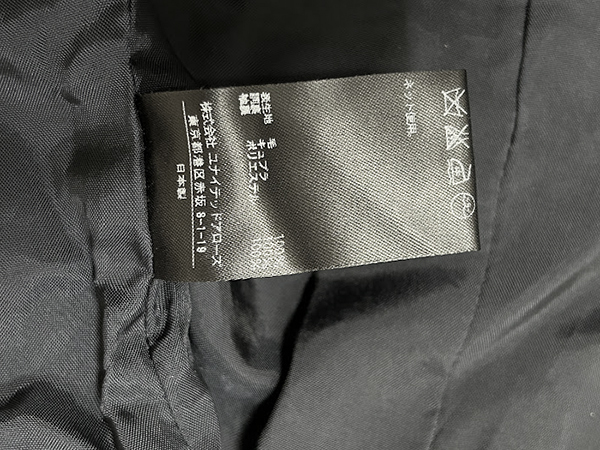 ネット使用
表生地 毛
胴裏 キュプラ
袖裏 ポリエステル
株式会社 ユナイテッドアローズ
東京都港区赤坂 8-1-19
日本製